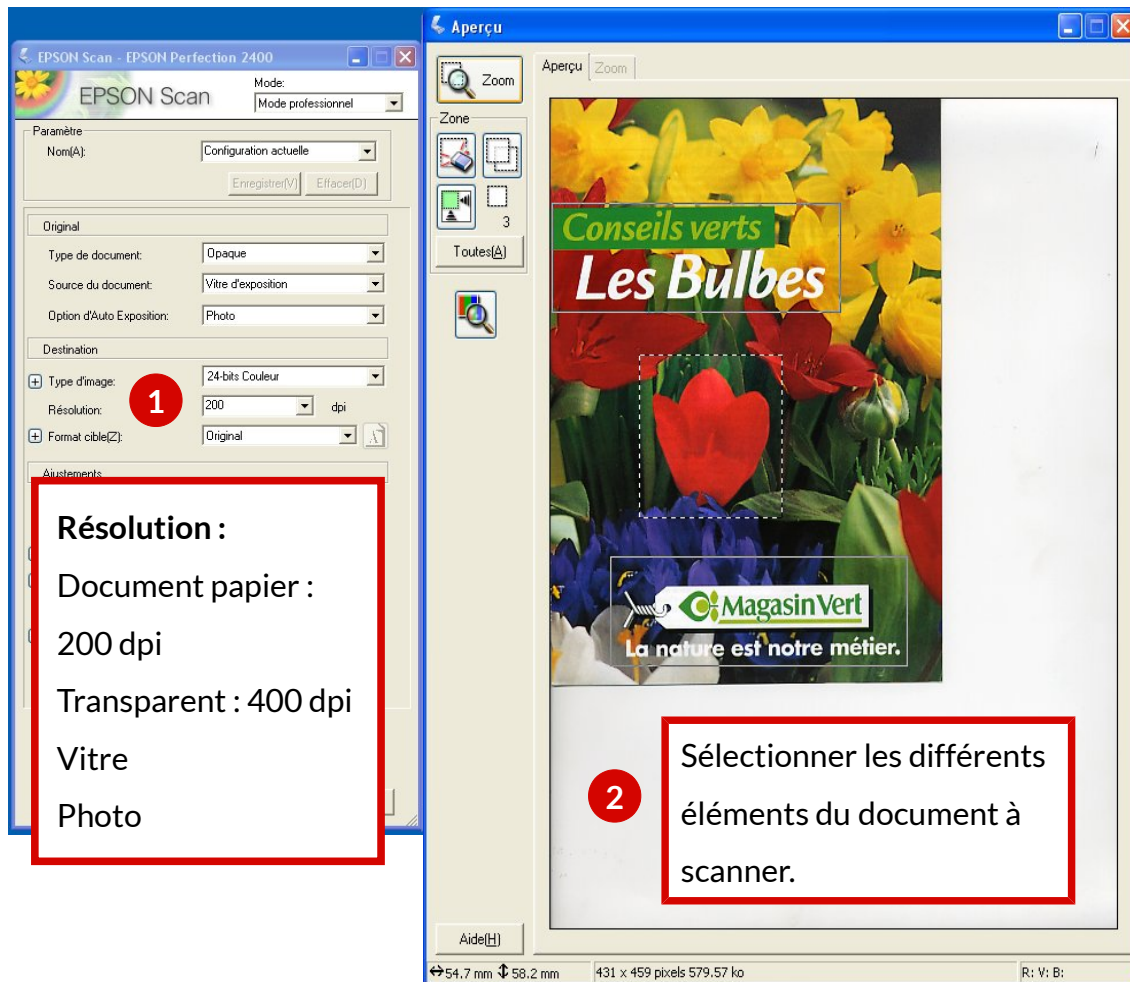 EPSON Scan - EPSON Perfection 2400
EPSON Scan
Mode:
Mode professionnel
Paramètre
Nom(A):
Configuration actuelle
Enregistrer(V)
Effacer(D)
Original
Type de document:
Opaque
Source du document:
Vitre d'exposition
Option d'Auto Exposition:
Photo
Destination
Type d'image:
24-bits Couleur
1
Résolution:
200
dpi
Format cible(Z):
Original
Ajustements
Résolution :
Document papier :
200 dpi
Transparent : 400 dpi
Vitre
Photo
Aperçu
Zoom
Zone
3
Toutes(A)
Aperçu
Zoom
Conseils verts
Les Bulbes
Magasin Vert
La nature est notre métier.
2
Sélectionner les différents
éléments du document à
scanner.
Aide(H)
54.7 mm
58.2 mm
431 x 459 pixels 579.57 ko
R: V: B: